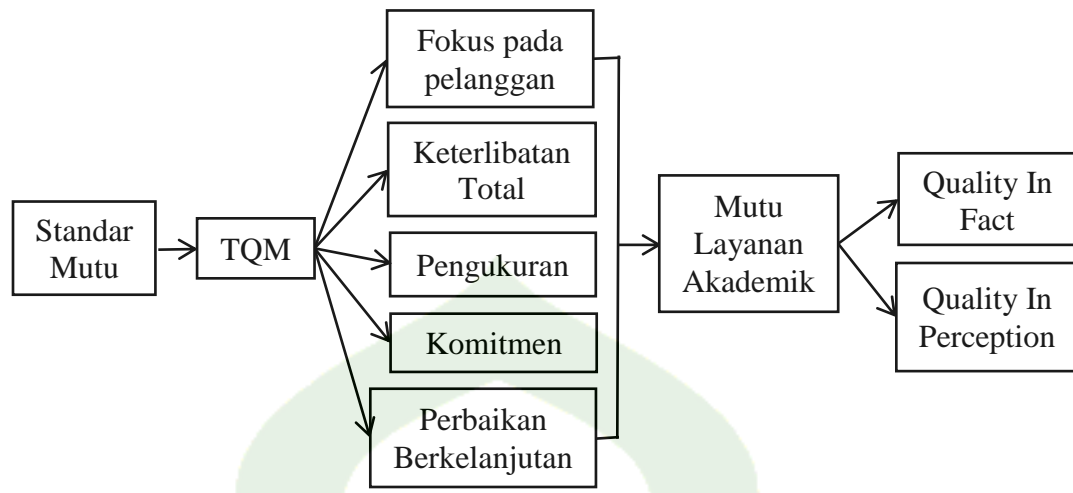 Standar
Mutu
TQM
Fokus pada
pelanggan
Keterlibatan
Total
Pengukuran
Komitmen
Perbaikan
Berkelanjutan
Mutu
Layanan
Akademik
Quality In
Fact
Quality In
Perception